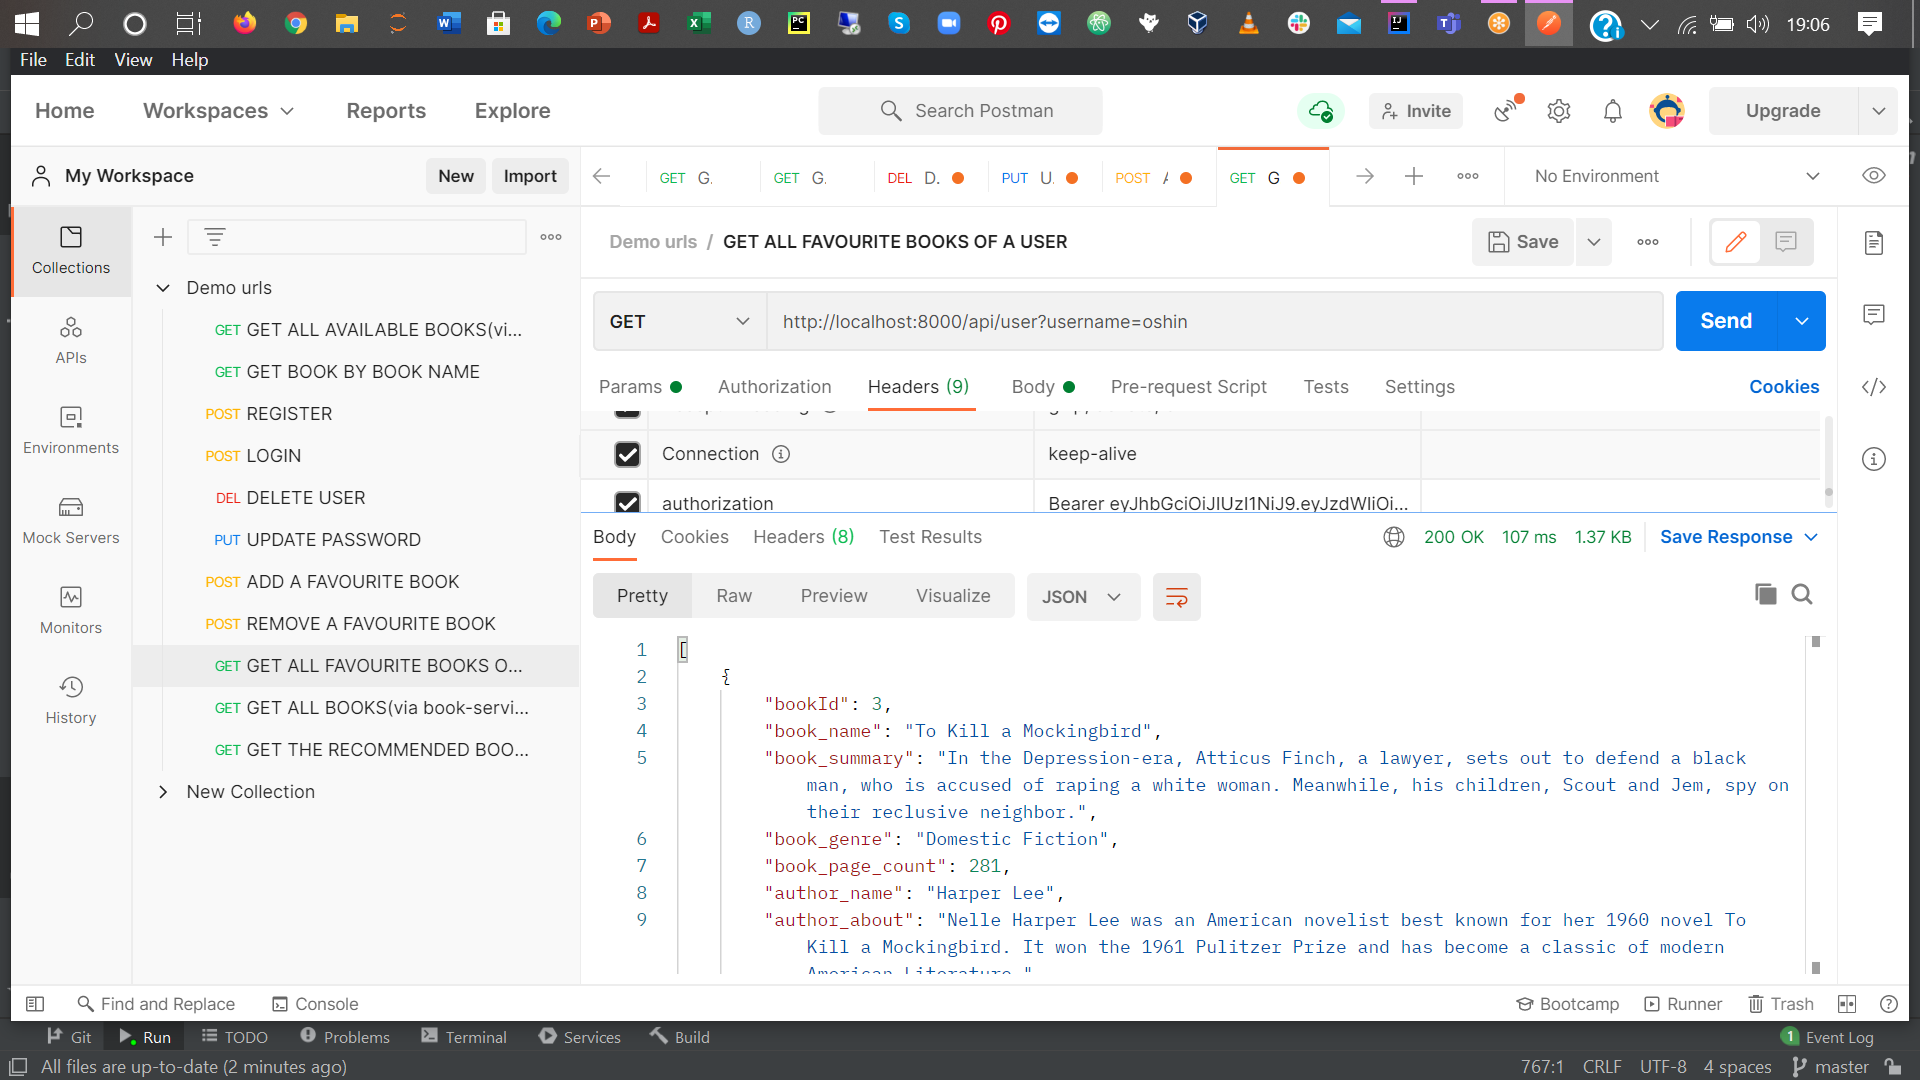 19:06
File Edit View Help
Home Workspaces Reports Explore Search Postman Invite Upgrade
My Workspace New Import GET G. GET G. DEL D. PUT U. POST GET G No Environment
Collections
APIs
Environments
Mock Servers
Monitors
History
Demo urls
GET GET ALL AVAILABLE BOOKS(vi...
GET GET BOOK BY BOOK NAME
POST REGISTER
POST LOGIN
DEL DELETE USER
PUT UPDATE PASSWORD
POST ADD A FAVOURITE BOOK
POST REMOVE A FAVOURITE BOOK
GET GET ALL FAVOURITE BOOKS O...
GET GET ALL BOOKS(via book-servi...
GET GET THE RECOMMENDED BOO...
New Collection
Demo urls / GET ALL FAVOURITE BOOKS OF A USER Save
GET http://localhost:8000/api/user?username=oshin Send
Params Authorization Headers (9) Body Pre-request Script Tests Settings Cookies
Connection keep-alive
authorization Bearer eyJhbGciOiJIUzI1NiJ9.eyJzdWIiOi...
Body Cookies Headers (8) Test Results 200 OK 107 ms 1.37 KB Save Response
Pretty Raw Preview Visualize JSON
1 [
2 {
3 "bookId": 3,
4 "book_name": "To Kill a Mockingbird",
5 "book_summary": "In the Depression-era, Atticus Finch, a lawyer, sets out to defend a black
man, who is accused of raping a white woman. Meanwhile, his children, Scout and Jem, spy on
their reclusive neighbor.",
6 "book_genre": "Domestic Fiction",
7 "book_page_count": 281,
8 "author_name": "Harper Lee",
9 "author_about": "Nelle Harper Lee was an American novelist best known for her 1960 novel To
Kill a Mockingbird. It won the 1961 Pulitzer Prize and has become a classic of modern
American Literature."
Find and Replace Console Bootcamp Runner Trash
Git Run TODO Problems Terminal Services Build 1 Event Log
All files are up-to-date (2 minutes ago) 767:1 CRLF UTF-8 4 spaces master